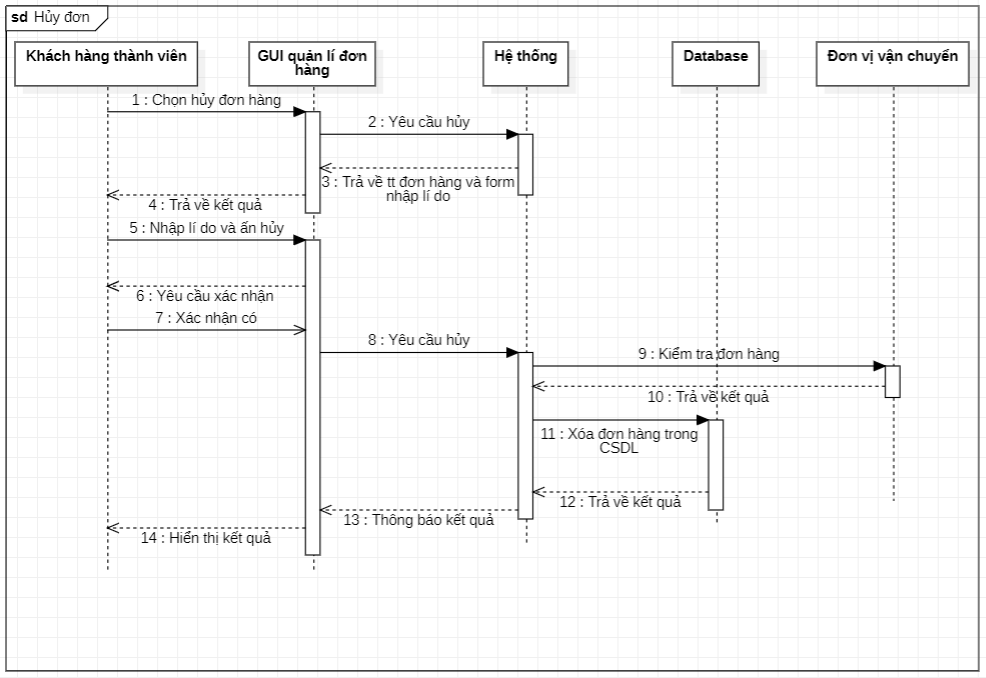 sd Hủy đơn
Khách hàng thành viên
GUI quản lí đơn
hàng
Hệ thống
Database
Đơn vị vận chuyển
1 : Chọn hủy đơn hàng
2 : Yêu cầu hủy
3 : Trả về tt đơn hàng và form
nhập lí do
4 : Trả về kết quả
5 : Nhập lí do và ấn hủy
6 : Yêu cầu xác nhận
7 : Xác nhận có
8 : Yêu cầu hủy
9 : Kiểm tra đơn hàng
10 : Trả về kết quả
11 : Xóa đơn hàng trong
CSDL
12 : Trả về kết quả
13 : Thông báo kết quả
14 : Hiển thị kết quả